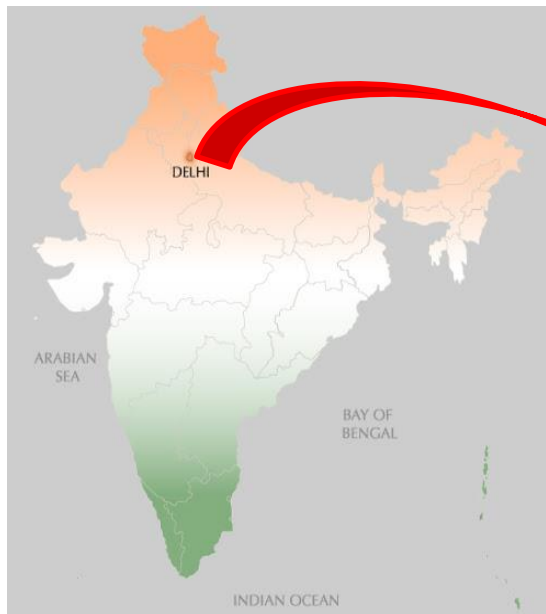 DELHI
ARABIAN
SEA
BAY OF
BENGAL
INDIAN OCEAN